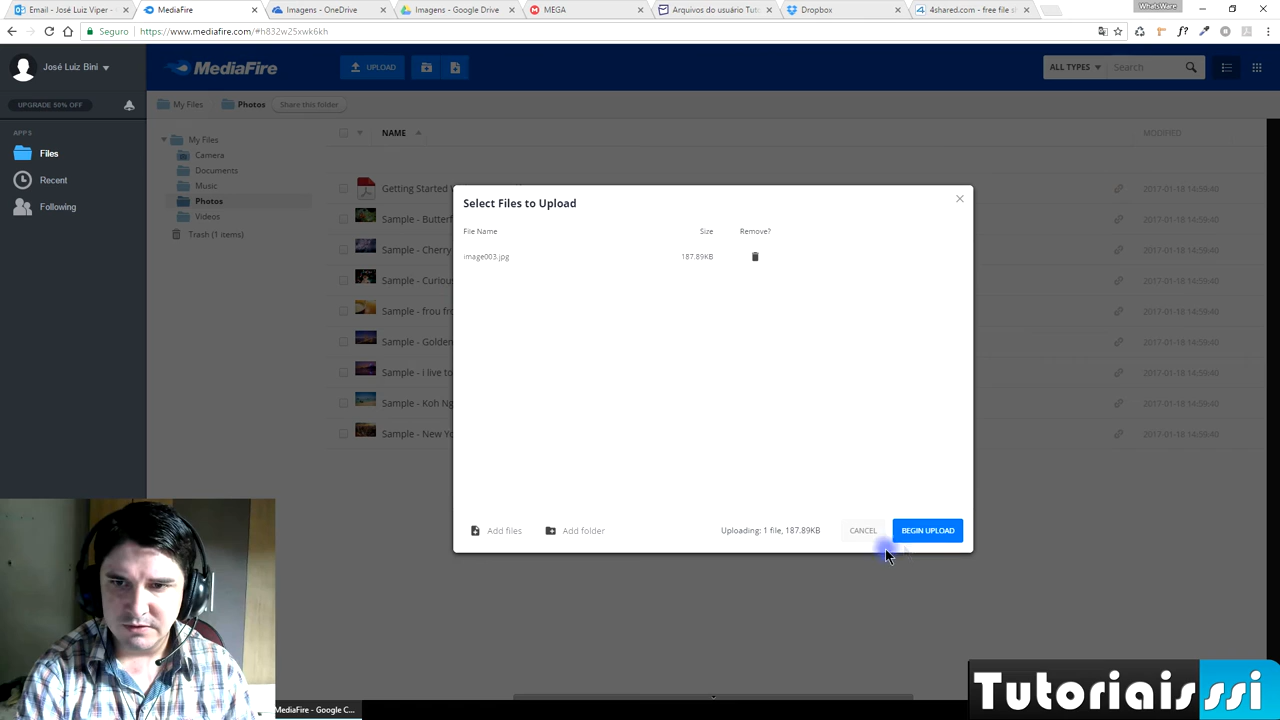 Email - José Luiz Viper -
MediaFire
Imagens - OneDrive
Imagens - Google Drive
MEGA
Arquivos do usuário Tuto
Dropbox
4shared.com - free file s
WhatsWare
Seguro
https://www.mediafire.com/#h832w25xwk6kh
José Luiz Bini
MediaFire
UPLOAD
ALL TYPES
Search
UPGRADE 50% OFF
My Files
Photos
Share this folder
APPS
Files
Recent
Following
My Files
Camera
Documents
Music
Photos
Videos
Trash (1 items)
NAME
MODIFIED
Getting Started
2017-01-18 14:59:40
Sample - Butterf
2017-01-18 14:59:40
Sample - Cherry
2017-01-18 14:59:40
Sample - Curious
2017-01-18 14:59:40
Sample - frou fro
2017-01-18 14:59:40
Sample - Golden
2017-01-18 14:59:40
Sample - i live to
2017-01-18 14:59:40
Sample - Koh Ng
2017-01-18 14:59:40
Sample - New Yo
2017-01-18 14:59:40
Select Files to Upload
File Name
Size
Remove?
image003.jpg
187.89KB
Add files
Add folder
Uploading: 1 file, 187.89KB
CANCEL
BEGIN UPLOAD
MediaFire - Google C...
Tutoriaisssi